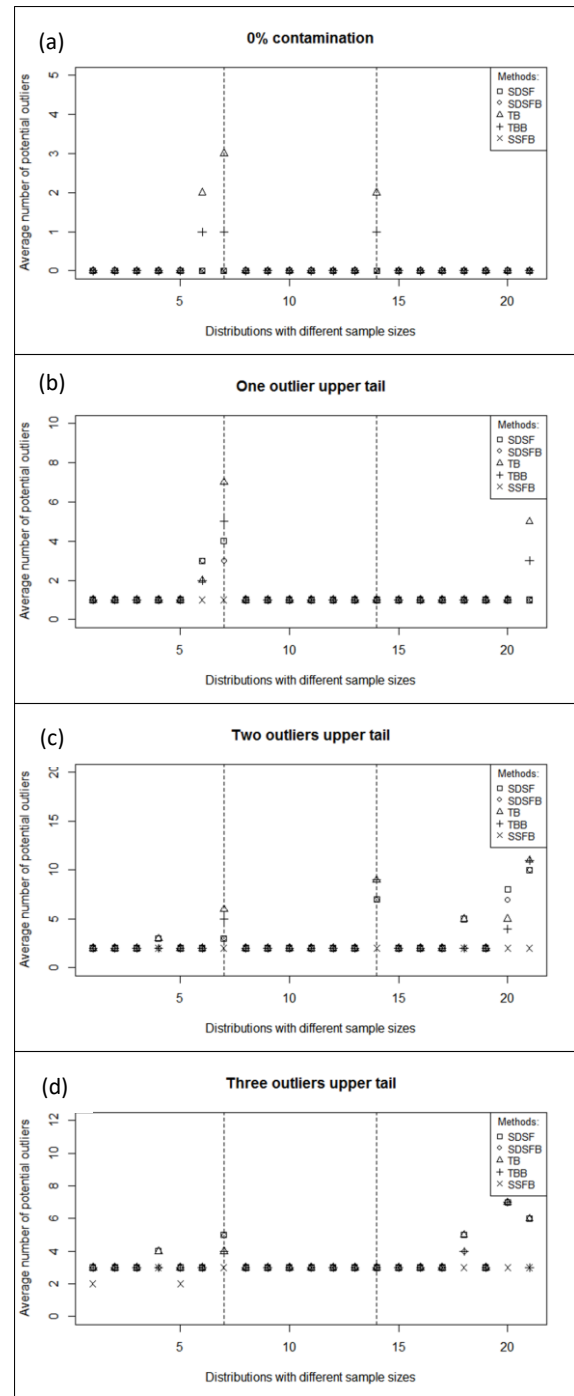 (a)
0% contamination
Average number of potential outliers
0 1 2 3 4 5
5 10 15 20
Distributions with different sample sizes
Methods:
SDSF
SDSFB
TB
TBB
SSFB
(b)
One outlier upper tail
Average number of potential outliers
0 2 4 6 8 10
5 10 15 20
Distributions with different sample sizes
Methods:
SDSF
SDSFB
TB
TBB
SSFB
(c)
Two outliers upper tail
Average number of potential outliers
0 5 10 15 20
5 10 15 20
Distributions with different sample sizes
Methods:
SDSF
SDSFB
TB
TBB
SSFB
(d)
Three outliers upper tail
Average number of potential outliers
0 2 4 6 8 10 12
5 10 15 20
Distributions with different sample sizes
Methods:
SDSF
SDSFB
TB
TBB
SSFB